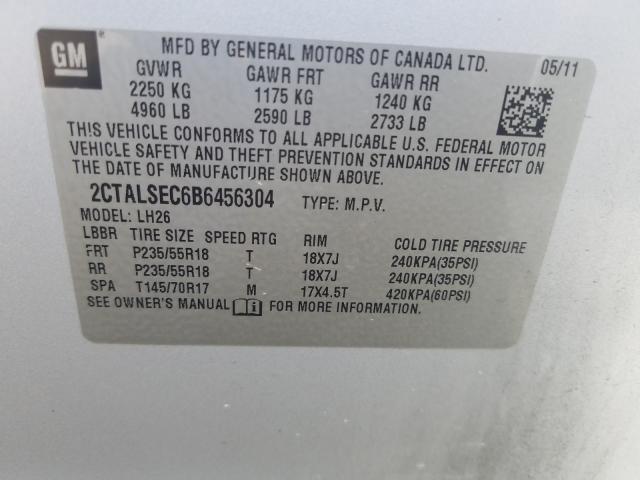 GM
MFD BY GENERAL MOTORS OF CANADA LTD. 05/11
GVWR GAWR FRT GAWR RR
2250 KG 1175 KG 1240 KG
4960 LB 2590 LB 2733 LB
THIS VEHICLE CONFORMS TO ALL APPLICABLE U.S. FEDERAL MOTOR
VEHICLE SAFETY AND THEFT PREVENTION STANDARDS IN EFFECT ON
THE DATE OF MANUFACTURE SHOWN ABOVE.
2CTALSEC6B6456304 TYPE: M.P.V.
MODEL: LH26
LBBR TIRE SIZE SPEED RTG RIM COLD TIRE PRESSURE
FRT P235/55R18 T 18X7J 240KPA(35PSI)
RR P235/55R18 T 18X7J 240KPA(35PSI)
SPA T145/70R17 M 17X4.5T 420KPA(60PSI)
SEE OWNER'S MANUAL i FOR MORE INFORMATION.